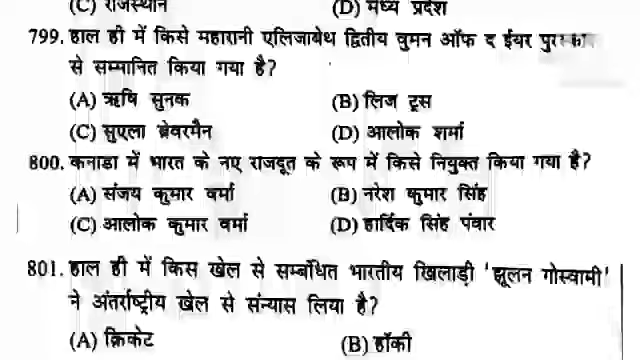 (C) राजस्थान (D) मध्य प्रदेश
799. हाल ही में किसे महारानी एलिजाबेथ द्वितीय वुमन ऑफ द ईयर पुरस्कार
से सम्मानित किया गया है?
(A) ऋषि सुनक (B) लिज ट्रस
(C) सुएला ब्रेवरमैन (D) आलोक शर्मा
800. कनाडा में भारत के नए राजदूत के रूप में किसे नियुक्त किया गया है?
(A) संजय कुमार वर्मा (B) नरेश कुमार सिंह
(C) आलोक कुमार वर्मा (D) हार्दिक सिंह पंवार
801. हाल ही में किस खेल से सम्बंधित भारतीय खिलाड़ी 'झूलन गोस्वामी'
ने अंतर्राष्ट्रीय खेल से संन्यास लिया है?
(A) क्रिकेट (B) हॉकी